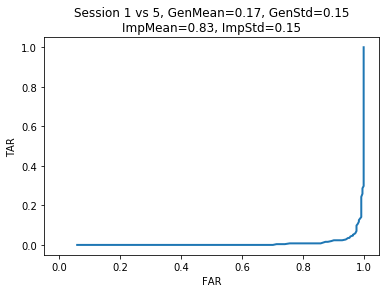 Session 1 vs 5, GenMean=0.17, GenStd=0.15
ImpMean=0.83, ImpStd=0.15
1.0
0.8
0.6
0.4
0.2
0.0
TAR
0.0 0.2 0.4 0.6 0.8 1.0
FAR